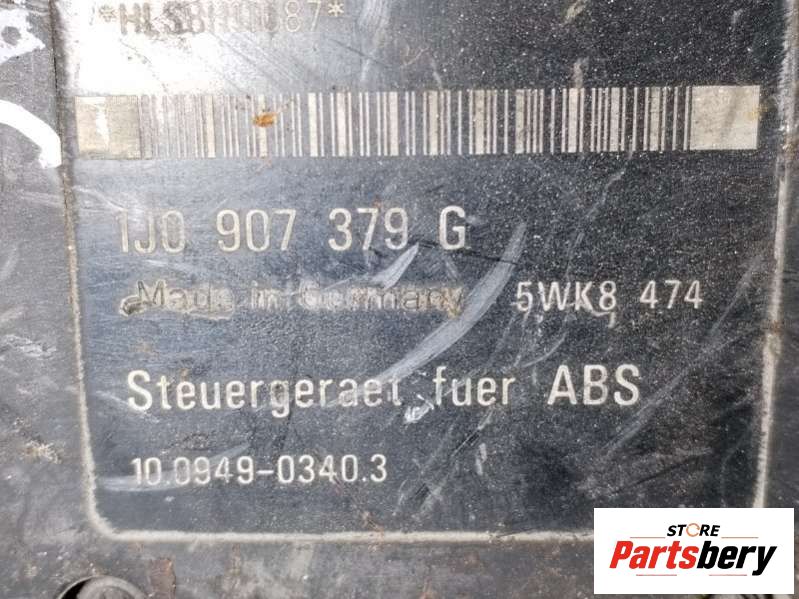 1J0 907 379 G
Made in Germany 5WK8 474
Steuergeraet fuer ABS
10.0949-0340.3
STORE
Partsbery